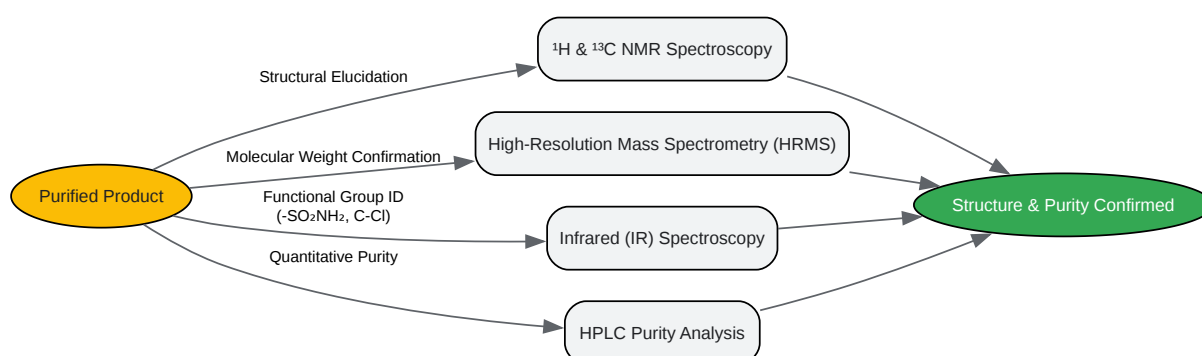 ¹H & ¹³C NMR Spectroscopy
Structural Elucidation
High-Resolution Mass Spectrometry (HRMS)
Molecular Weight Confirmation
Purified Product
Functional Group ID
(-SO₂NH₂, C-Cl)
Structure & Purity Confirmed
Infrared (IR) Spectroscopy
Quantitative Purity
HPLC Purity Analysis